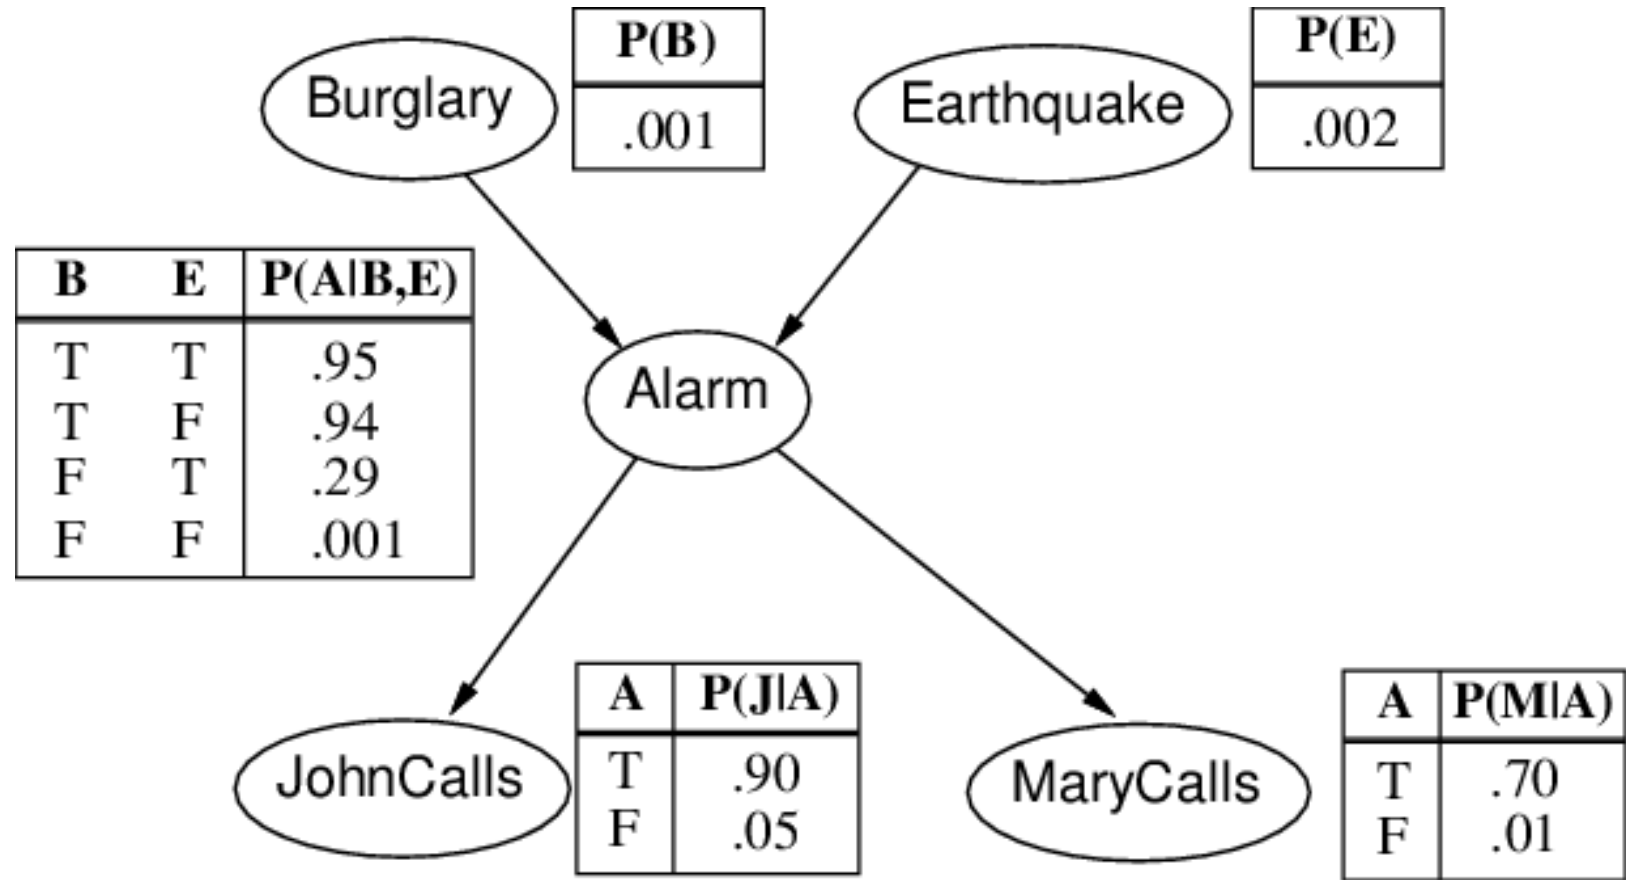 Burglary
P(B)
.001
Earthquake
P(E)
.002
B E P(A|B,E)
T T .95
T F .94
F T .29
F F .001
Alarm
JohnCalls
A P(J|A)
T .90
F .05
MaryCalls
A P(M|A)
T .70
F .01